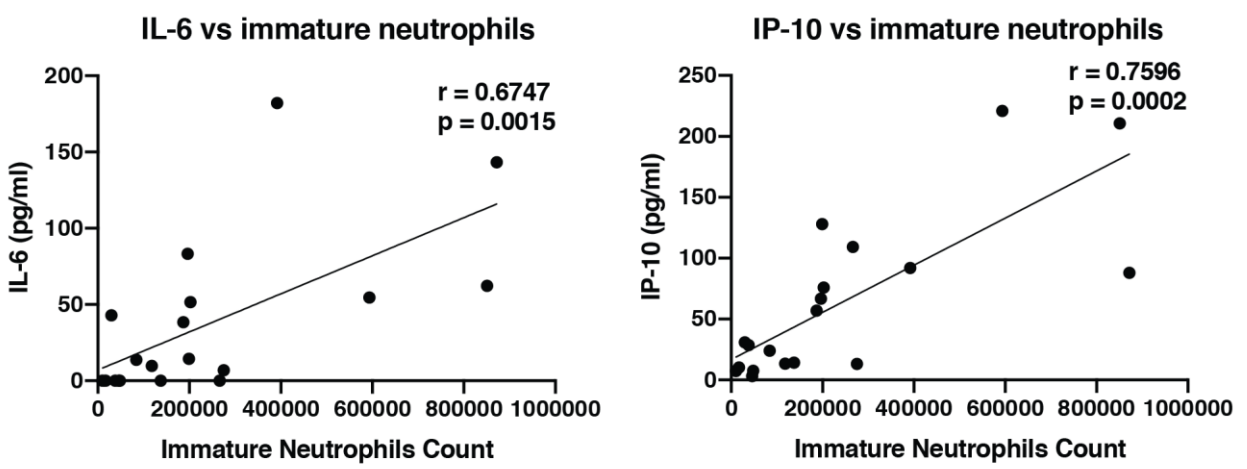 IL-6 vs immature neutrophils
200
150
100
50
0
IL-6 (pg/ml)
r = 0.6747
p = 0.0015
0 200000 400000 600000 800000 1000000
Immature Neutrophils Count
IP-10 vs immature neutrophils
250
200
150
100
50
0
IP-10 (pg/ml)
r = 0.7596
p = 0.0002
0 200000 400000 600000 800000 1000000
Immature Neutrophils Count